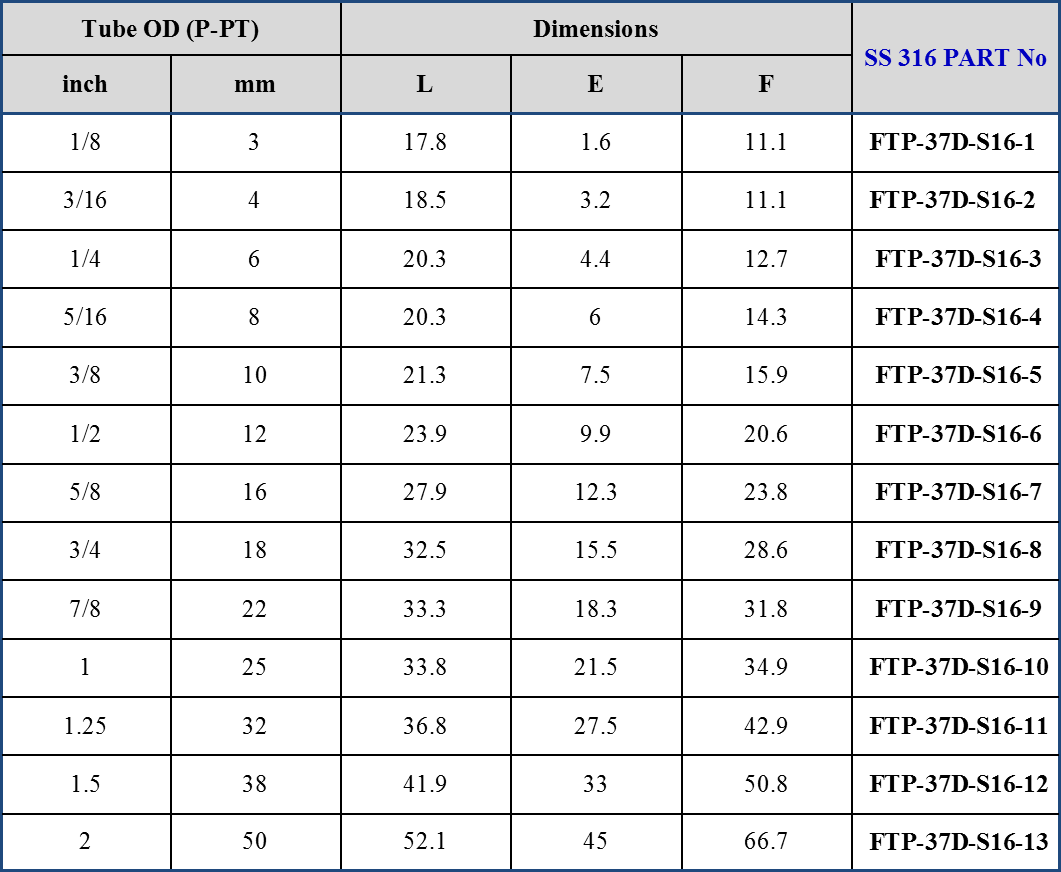 Tube OD (P-PT) Dimensions SS 316 PART No
inch mm L E F
1/8 3 17.8 1.6 11.1 FTP-37D-S16-1
3/16 4 18.5 3.2 11.1 FTP-37D-S16-2
1/4 6 20.3 4.4 12.7 FTP-37D-S16-3
5/16 8 20.3 6 14.3 FTP-37D-S16-4
3/8 10 21.3 7.5 15.9 FTP-37D-S16-5
1/2 12 23.9 9.9 20.6 FTP-37D-S16-6
5/8 16 27.9 12.3 23.8 FTP-37D-S16-7
3/4 18 32.5 15.5 28.6 FTP-37D-S16-8
7/8 22 33.3 18.3 31.8 FTP-37D-S16-9
1 25 33.8 21.5 34.9 FTP-37D-S16-10
1.25 32 36.8 27.5 42.9 FTP-37D-S16-11
1.5 38 41.9 33 50.8 FTP-37D-S16-12
2 50 52.1 45 66.7 FTP-37D-S16-13